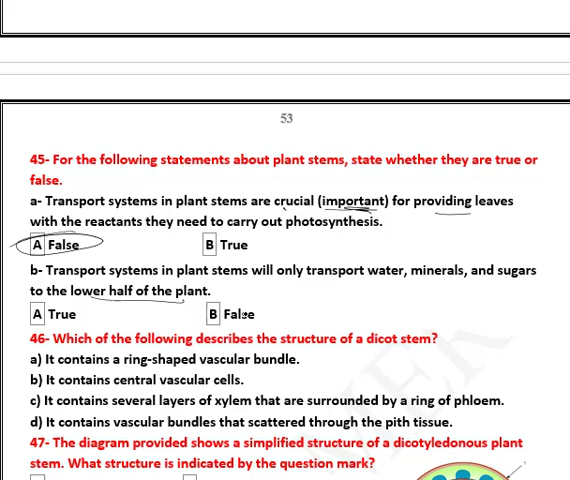 53
45- For the following statements about plant stems, state whether they are true or
false.
a- Transport systems in plant stems are crucial (important) for providing leaves
with the reactants they need to carry out photosynthesis.
A False B True
b- Transport systems in plant stems will only transport water, minerals, and sugars
to the lower half of the plant.
A True B False
46- Which of the following describes the structure of a dicot stem?
a) It contains a ring-shaped vascular bundle.
b) It contains central vascular cells.
c) It contains several layers of xylem that are surrounded by a ring of phloem.
d) It contains vascular bundles that scattered through the pith tissue.
47- The diagram provided shows a simplified structure of a dicotyledonous plant
stem. What structure is indicated by the question mark?